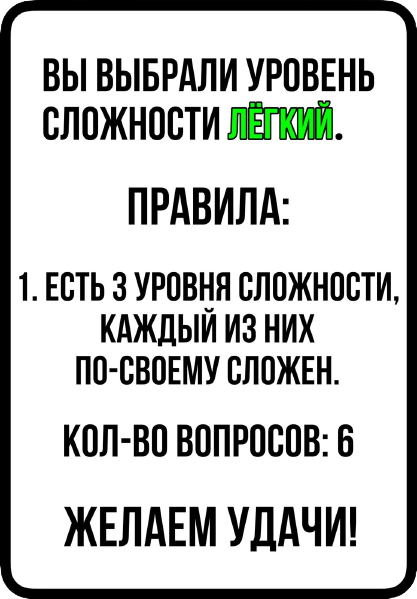 ВЫ ВЫБРАЛИ УРОВЕНЬ
СЛОЖНОСТИ ЛЁГКИЙ.
ПРАВИЛА:
1. ЕСТЬ 3 УРОВНЯ СЛОЖНОСТИ,
КАЖДЫЙ ИЗ НИХ
ПО-СВОЕМУ СЛОЖЕН.
КОЛ-ВО ВОПРОСОВ: 6
ЖЕЛАЕМ УДАЧИ!